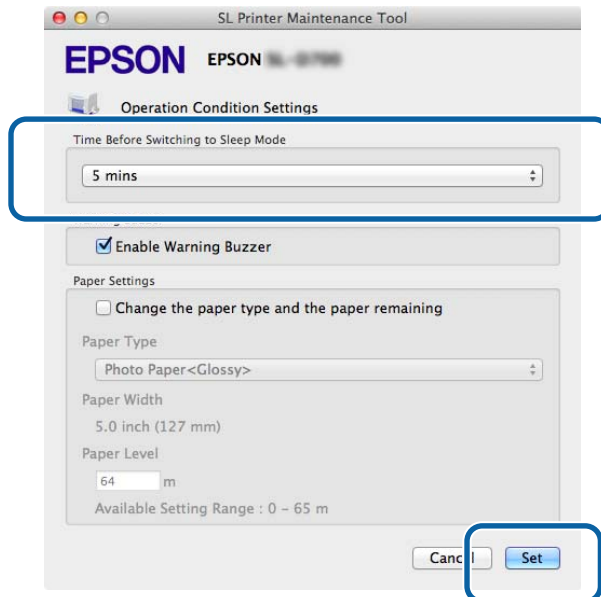 SL Printer Maintenance Tool
EPSON EPSON
Operation Condition Settings
Time Before Switching to Sleep Mode
5 mins
Enable Warning Buzzer
Paper Settings
Change the paper type and the paper remaining
Paper Type
Photo Paper<Glossy>
Paper Width
5.0 inch (127 mm)
Paper Level
64 m
Available Setting Range : 0 – 65 m
Cancel Set